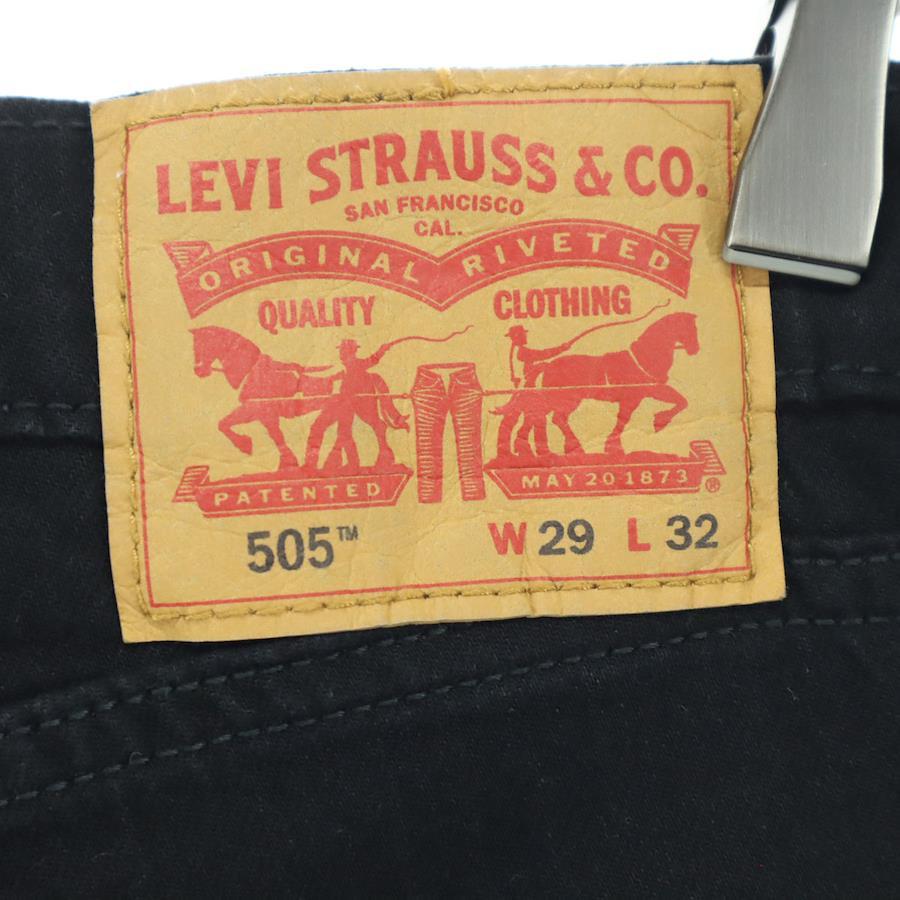 LEVI STRAUSS & CO.
SAN FRANCISCO
CAL.
ORIGINAL RIVETED
QUALITY CLOTHING
PATENTED MAY 20 1873 ®
505™ W 29 L 32